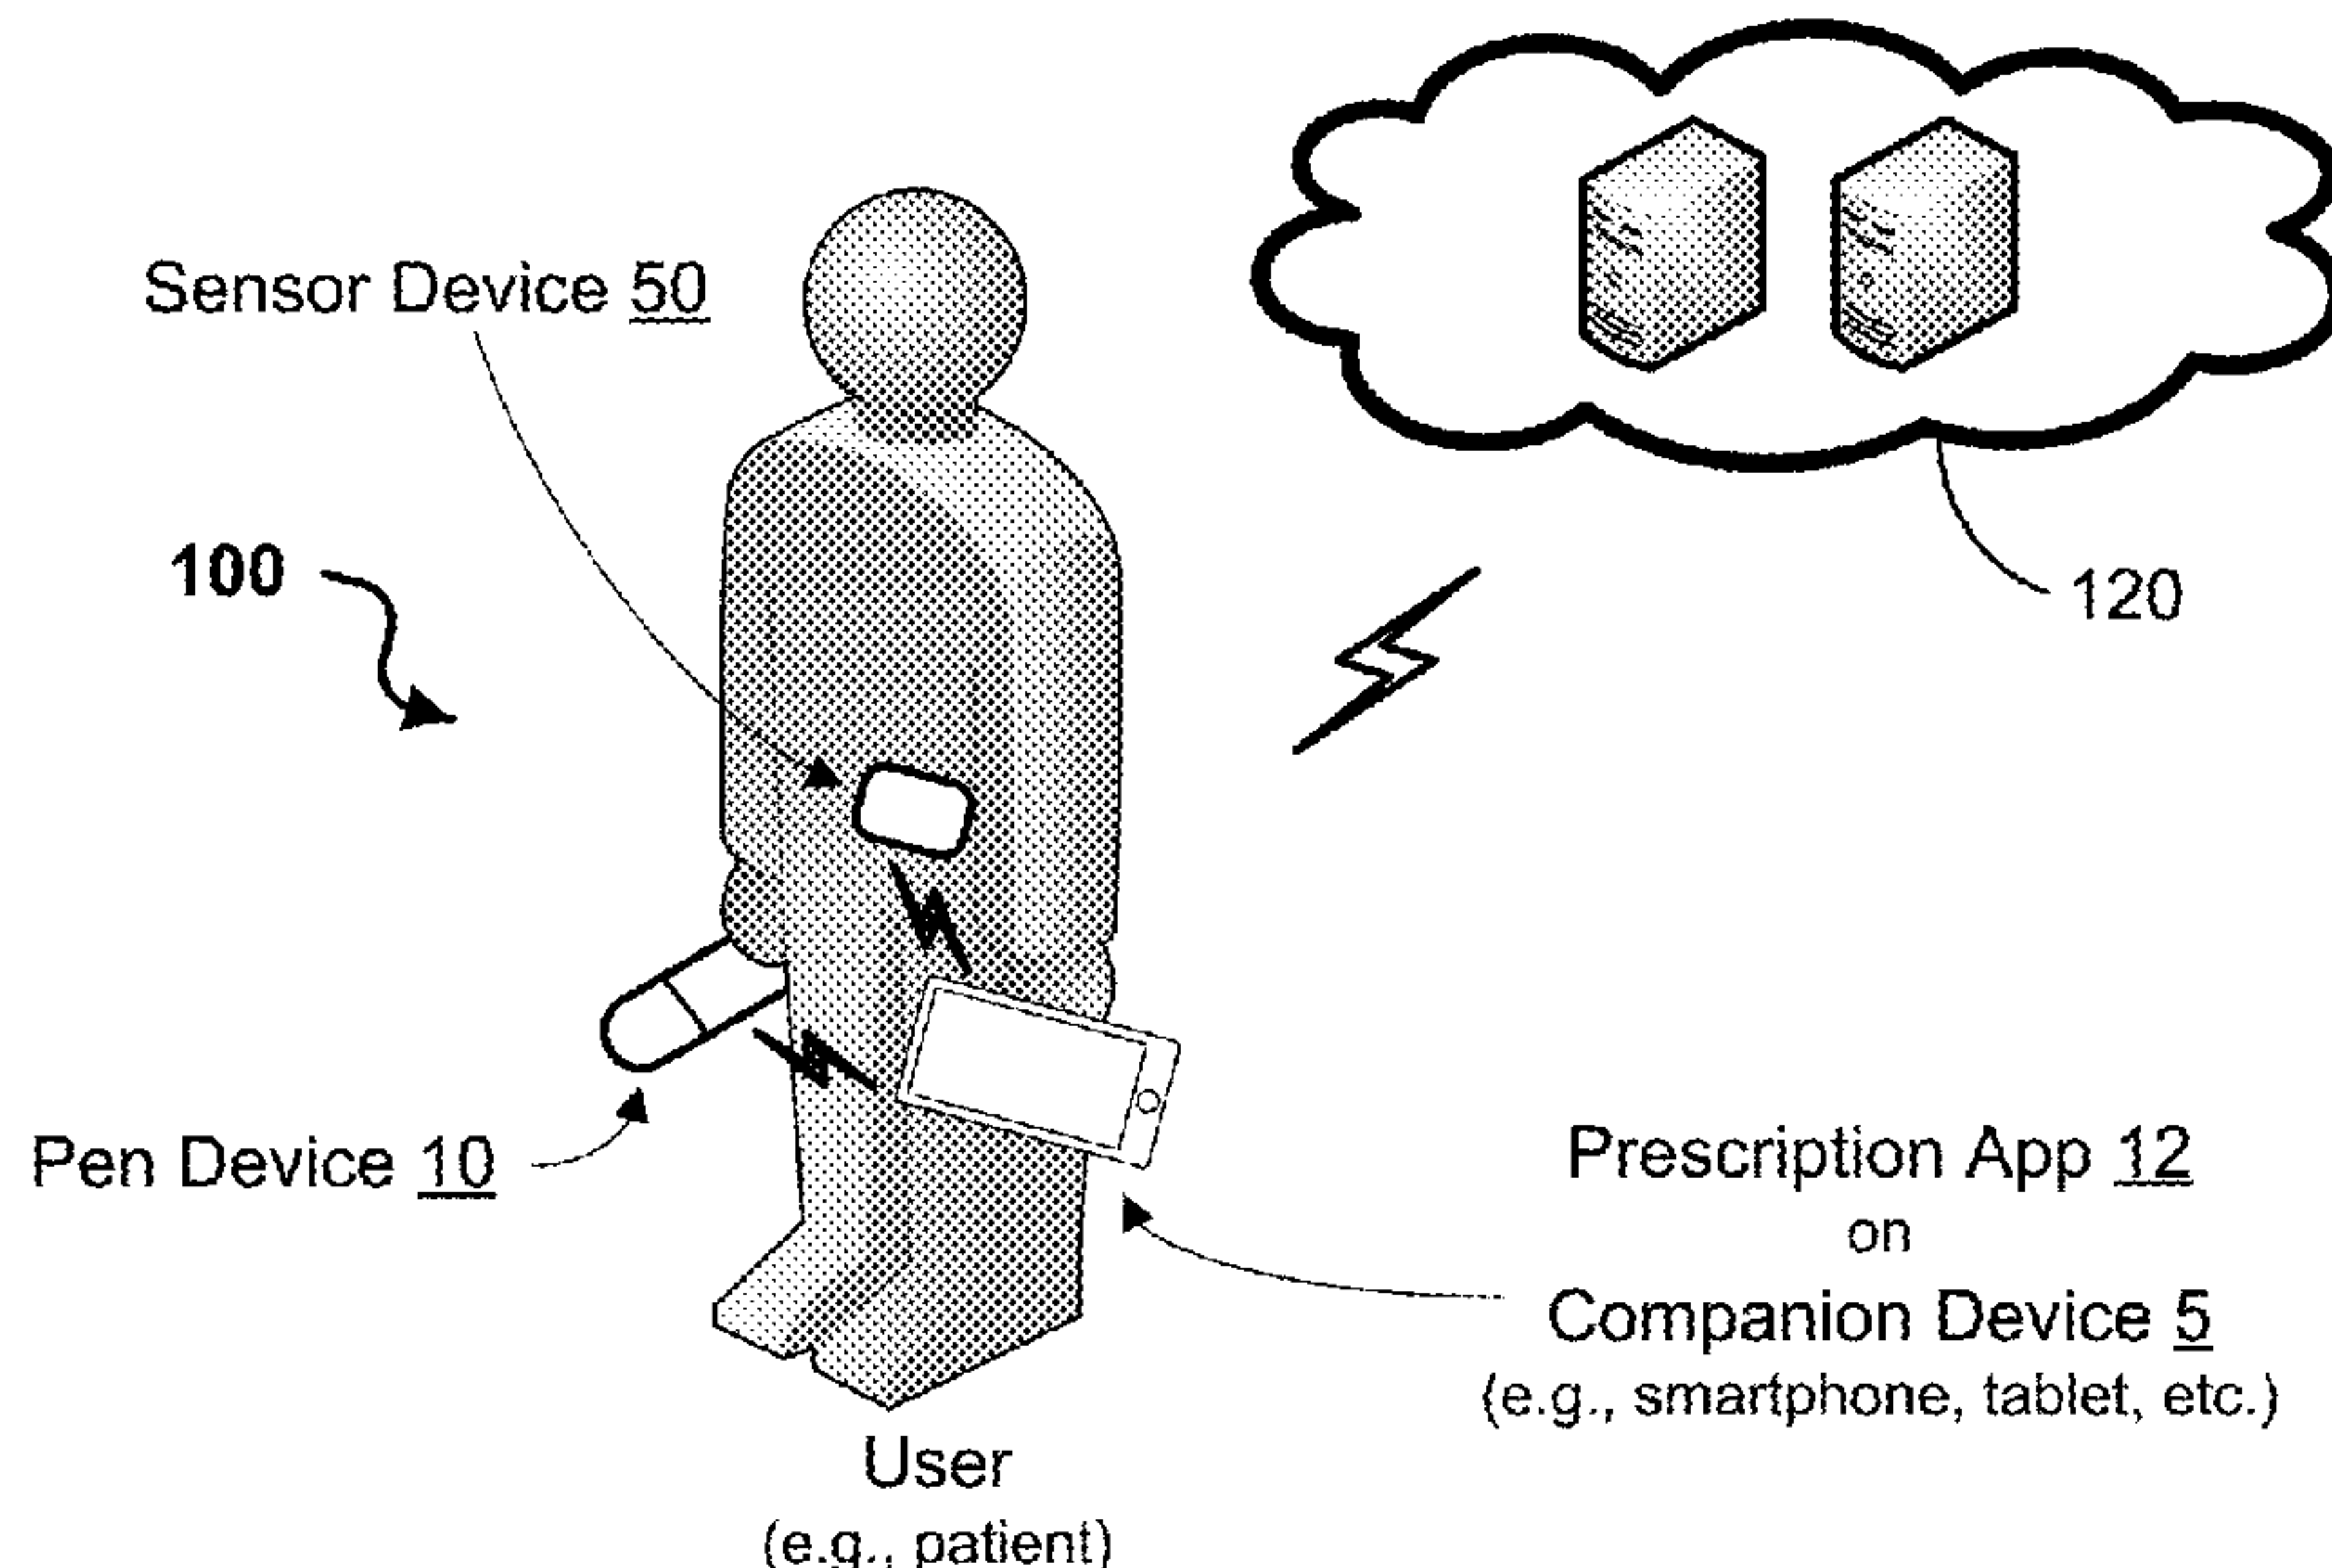 Sensor Device 50
100
120
Pen Device 10
Prescription App 12
on
Companion Device 5
(e.g., smartphone, tablet, etc.)
User
(e.g., patient)